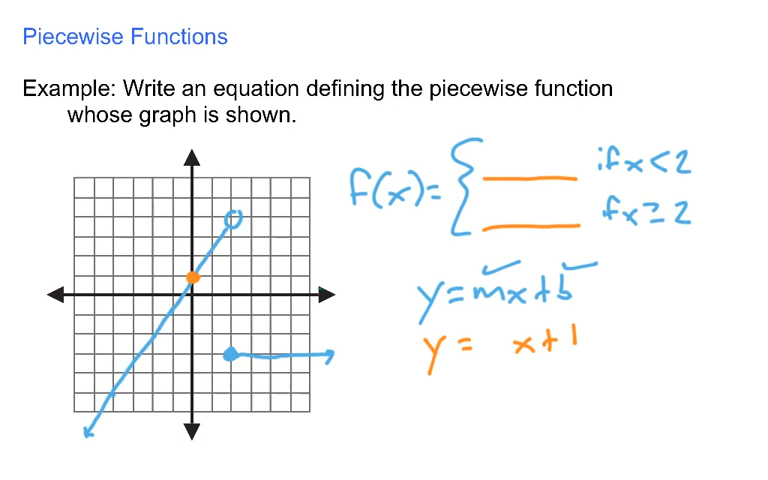 Piecewise Functions
Example: Write an equation defining the piecewise function
whose graph is shown.
f(x)= { ____ if x<2
____ fx≥2
y=mx+b
y= x+1